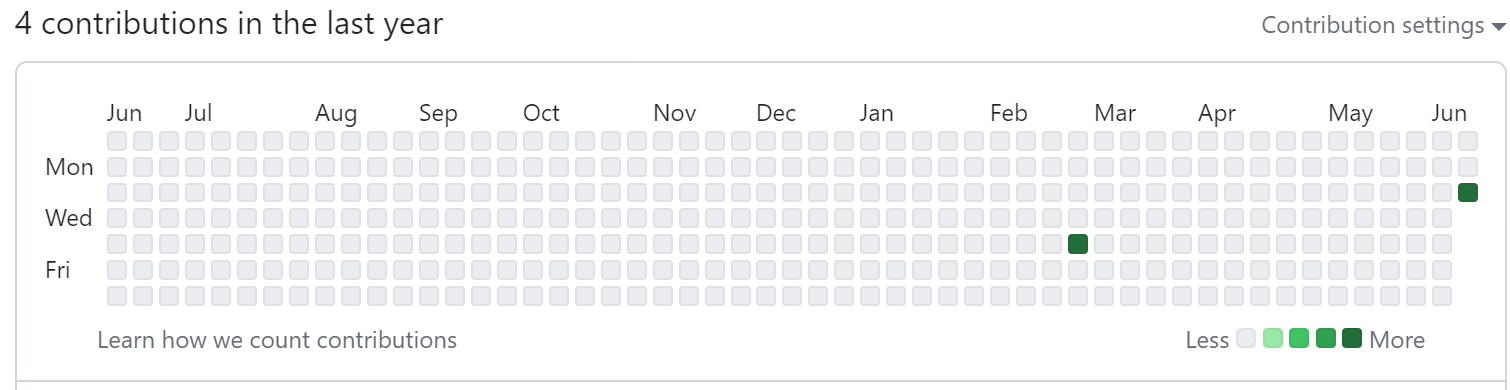 4 contributions in the last year
Contribution settings
Jun Jul Aug Sep Oct Nov Dec Jan Feb Mar Apr May Jun
Mon
Wed
Fri
Learn how we count contributions
Less More